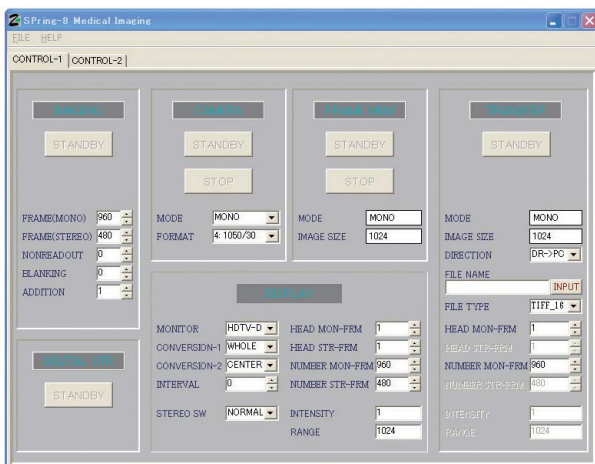 SPring-8 Medical Imaging
FILE HELP
CONTROL-1 CONTROL-2
STANDBY
FRAME(MONO) 960
FRAME(STEREO) 480
NONREADOUT 0
BLANKING 0
ADDITION 1
DIGITAL VTR
STANDBY
CAMERA
STANDBY
STOP
MODE MONO
FORMAT 4: 1050/30
STANDBY
STOP
MODE MONO
IMAGE SIZE 1024
DISPLAY
MONITOR HDTV-D
CONVERSION-1 WHOLE
CONVERSION-2 CENTER
INTERVAL 0
STEREO SW NORMAL
HEAD MON-FRM 1
HEAD STR-FRM 1
NUMBER MON-FRM 960
NUMBER STR-FRM 480
INTENSITY 1
RANGE 1024
TRANSFER
STANDBY
MODE MONO
IMAGE SIZE 1024
DIRECTION DR->PC
FILE NAME
INPUT
FILE TYPE TIFF_16
HEAD MON-FRM 1
HEAD STR-FRM 1
NUMBER MON-FRM 960
NUMBER STR-FRM 480
INTENSITY 1
RANGE 1024